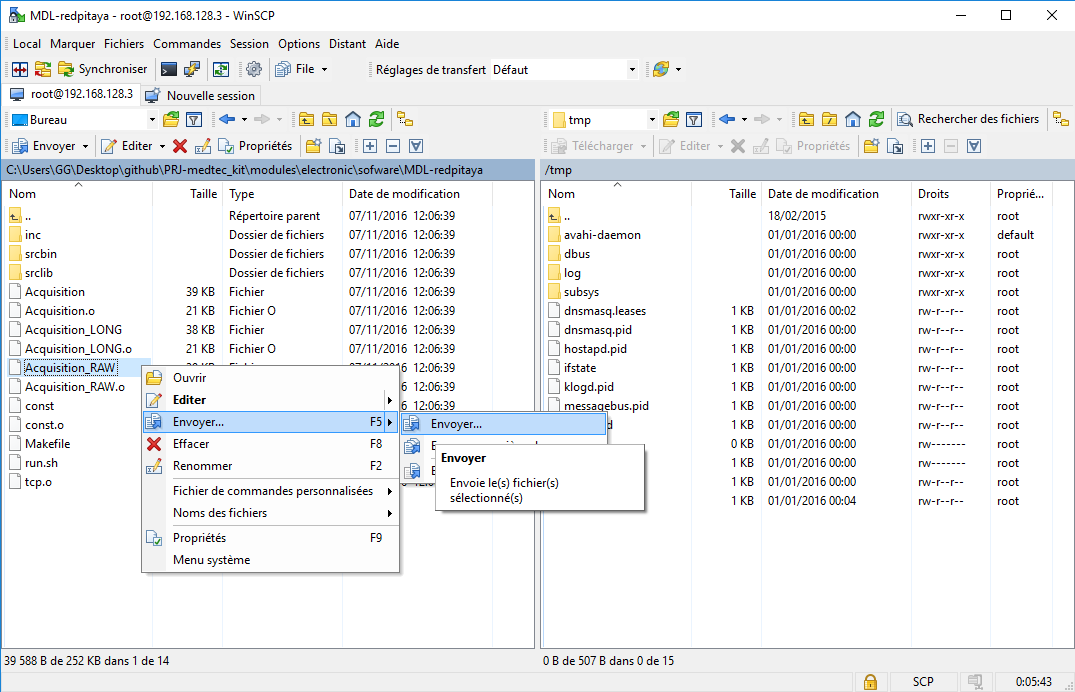 MDL-redpitaya - root@192.168.128.3 - WinSCP
Local Marquer Fichiers Commandes Session Options Distant Aide
Synchroniser File Réglages de transfert Défaut
root@192.168.128.3 Nouvelle session
Bureau tmp Rechercher des fichiers
Envoyer Editer Propriétés Télécharger Editer Propriétés
C:\Users\GG\Desktop\github\PRJ-medtec_kit\modules\electronic\sofware\MDL-redpitaya /tmp
Nom Taille Type Date de modification Nom Taille Date de modification Droits Proprié...
.. Répertoire parent 07/11/2016 12:06:39 .. 18/02/2015 rwxr-xr-x root
inc Dossier de fichiers 07/11/2016 12:06:39 avahi-daemon 01/01/2016 00:00 rwxr-xr-x default
srcbin Dossier de fichiers 07/11/2016 12:06:39 dbus 01/01/2016 00:00 rwxr-xr-x root
srclib Dossier de fichiers 07/11/2016 12:06:39 log 01/01/2016 00:00 rwxr-xr-x root
Acquisition 39 KB Fichier 07/11/2016 12:06:39 subsys 01/01/2016 00:00 rwxr-xr-x root
Acquisition.o 21 KB Fichier O 07/11/2016 12:06:39 dnsmasq.leases 1 KB 01/01/2016 00:02 rw-r--r-- root
Acquisition_LONG 38 KB Fichier 07/11/2016 12:06:39 dnsmasq.pid 1 KB 01/01/2016 00:00 rw-r--r-- root
Acquisition_LONG.o 21 KB Fichier O 07/11/2016 12:06:39 hostapd.pid 1 KB 01/01/2016 00:00 rw-r--r-- root
Acquisition_RAW 07/11/2016 12:06:39 ifstate 1 KB 01/01/2016 00:00 rw-r--r-- root
Acquisition_RAW.o 12:06:39 klogd.pid 1 KB 01/01/2016 00:00 rw-r--r-- root
const 12:06:39 messagebus.pid 1 KB 01/01/2016 00:00 rw-r--r-- root
const.o 1 KB 01/01/2016 00:00 rw-r--r-- root
Makefile 0 KB 01/01/2016 00:00 rw------- root
run.sh 1 KB 01/01/2016 00:00 rw------- root
tcp.o 1 KB 01/01/2016 00:00 rw-r--r-- root
1 KB 01/01/2016 00:04 rw-r--r-- root
Ouvrir
Editer
Envoyer... F5
Effacer F8
Renommer F2
Fichier de commandes personnalisées
Noms des fichiers
Propriétés F9
Menu système
Envoyer...
Envoyer
Envoie le(s) fichier(s)
sélectionné(s)
39 588 B de 252 KB dans 1 de 14 0 B de 507 B dans 0 de 15
SCP 0:05:43